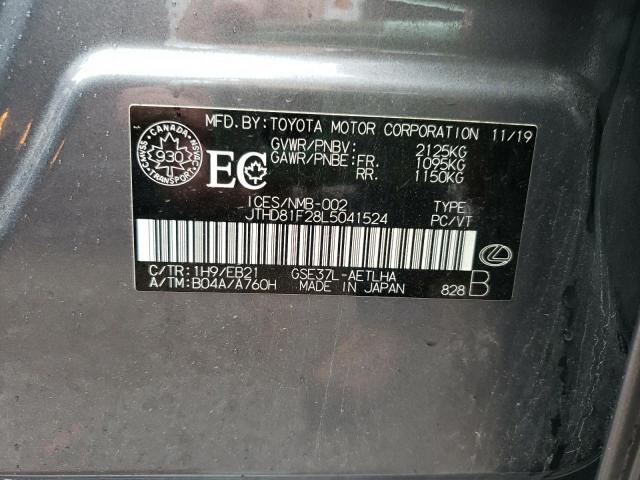 MFD. BY: TOYOTA MOTOR CORPORATION 11/19
GVWR/PNBV: 2125KG
GAWR/PNBE: FR. 1095KG
RR. 1150KG
CANADA
930
TRANSPORT
EC
ICES/NMB-002
JTHD81F28L5041524
TYPE:
PC/VT
C/TR: 1H9/EB21 GSE37L-AETLHA
A/TM: B04A/A760H MADE IN JAPAN
828 B